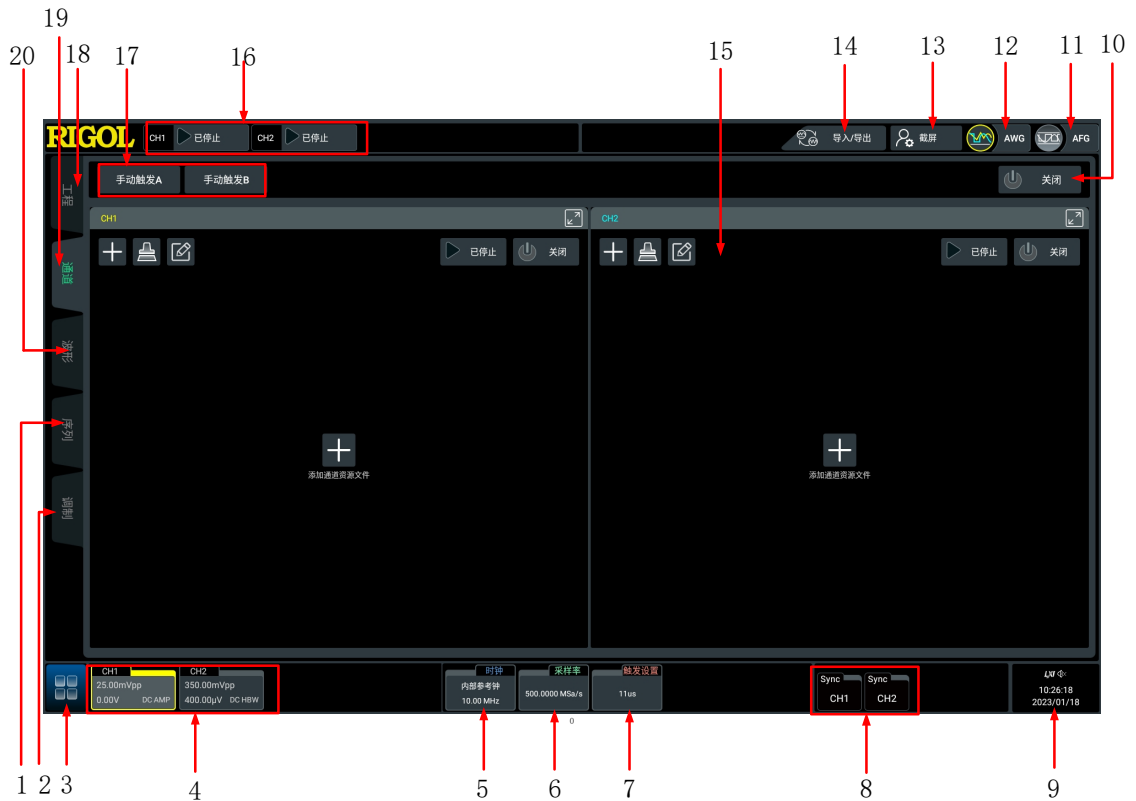 19
20 18 17 16 15 14 13 12 11 10
RIGOL CH1 已停止 CH2 已停止 导入/导出 截屏 AWG AFG
手动触发A 手动触发B 关闭
工程
通道
波形
序列
调制
CH1 CH2
已停止 关闭 已停止 关闭
添加通道资源文件 添加通道资源文件
CH1 CH2 时钟 采样率 触发设置
25.00mVpp 350.00mVpp 内部参考钟 500.0000 MSa/s 11us Sync Sync LXI
0.00V DC AMP 400.00μV DC HBW 10.00 MHz CH1 CH2 10:26:18
2023/01/18
0
1 2 3 4 5 6 7 8 9